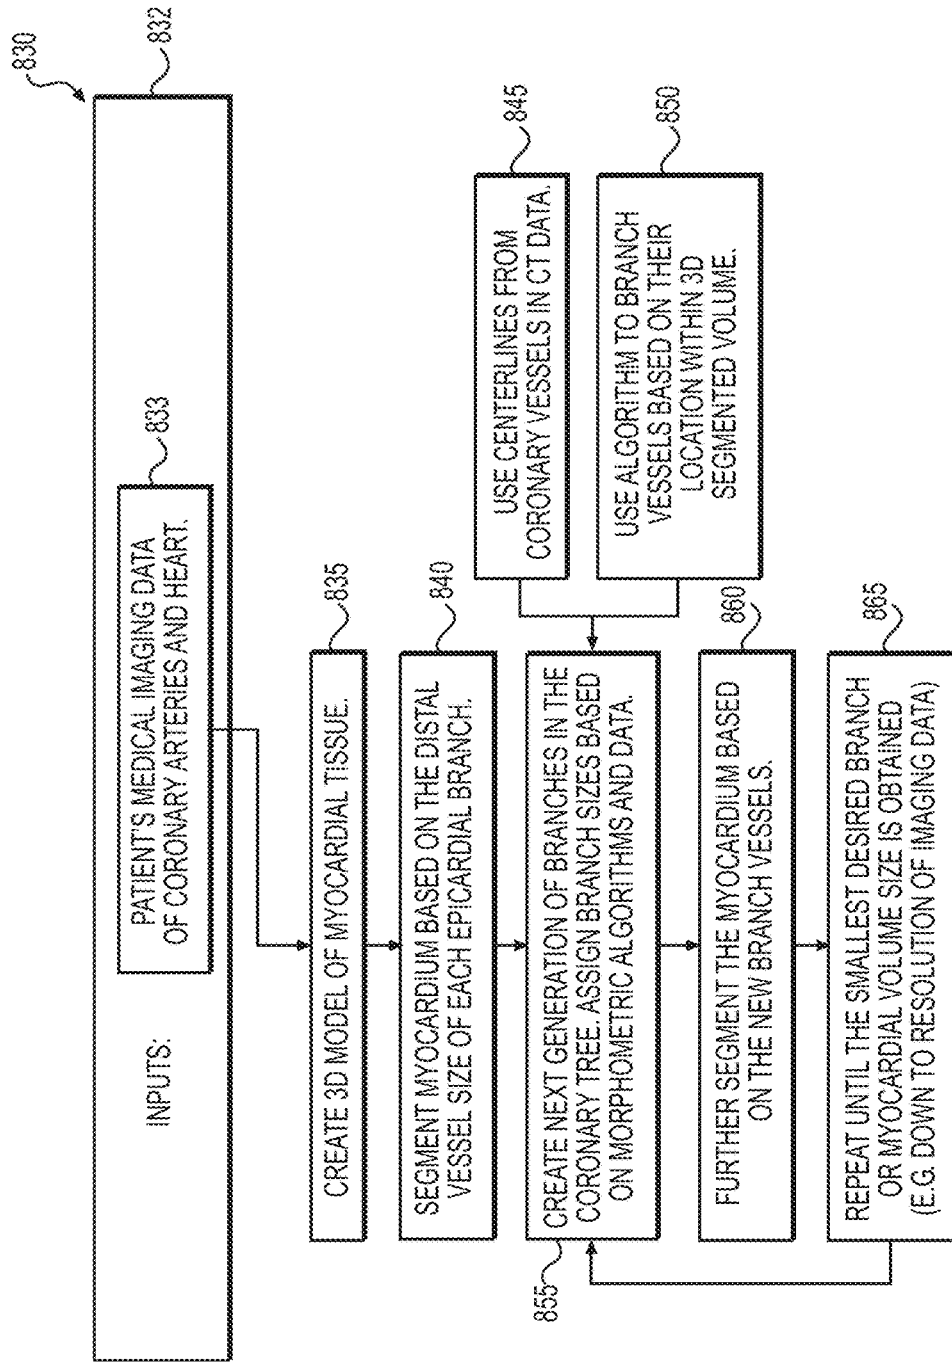 830
832
INPUTS:
833
PATIENT'S MEDICAL IMAGING DATA
OF CORONARY ARTERIES AND HEART.
835
CREATE 3D MODEL OF MYOCARDIAL TISSUE.
840
SEGMENT MYOCARDIUM BASED ON THE DISTAL
VESSEL SIZE OF EACH EPICARDIAL BRANCH.
845
USE CENTERLINES FROM
CORONARY VESSELS IN CT DATA.
850
USE ALGORITHM TO BRANCH
VESSELS BASED ON THEIR
LOCATION WITHIN 3D
SEGMENTED VOLUME.
855
CREATE NEXT GENERATION OF BRANCHES IN THE
CORONARY TREE. ASSIGN BRANCH SIZES BASED
ON MORPHOMETRIC ALGORITHMS AND DATA.
860
FURTHER SEGMENT THE MYOCARDIUM BASED
ON THE NEW BRANCH VESSELS.
865
REPEAT UNTIL THE SMALLEST DESIRED BRANCH
OR MYOCARDIAL VOLUME SIZE IS OBTAINED
(E.G. DOWN TO RESOLUTION OF IMAGING DATA)